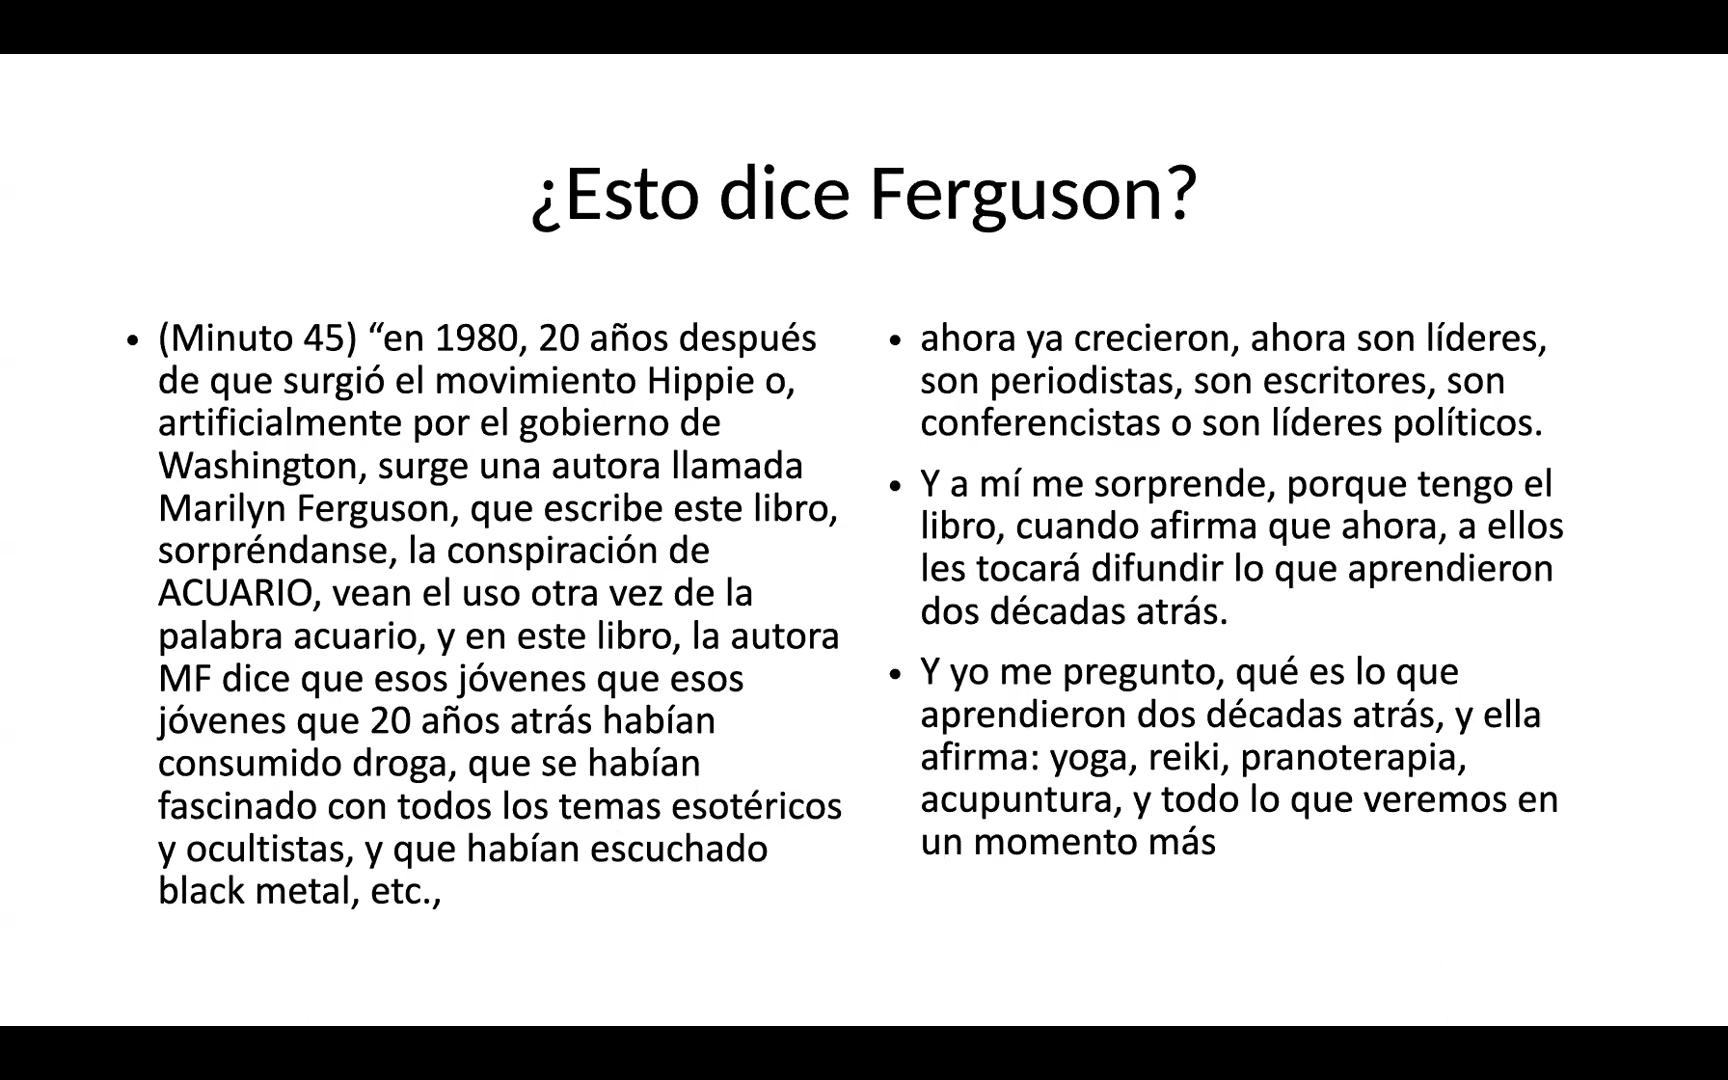 ¿Esto dice Ferguson?
• (Minuto 45) “en 1980, 20 años después
de que surgió el movimiento Hippie o,
artificialmente por el gobierno de
Washington, surge una autora llamada
Marilyn Ferguson, que escribe este libro,
sorpréndanse, la conspiración de
ACUARIO, vean el uso otra vez de la
palabra acuario, y en este libro, la autora
MF dice que esos jóvenes que esos
jóvenes que 20 años atrás habían
consumido droga, que se habían
fascinado con todos los temas esotéricos
y ocultistas, y que habían escuchado
black metal, etc.,
• ahora ya crecieron, ahora son líderes,
son periodistas, son escritores, son
conferencistas o son líderes políticos.
• Y a mí me sorprende, porque tengo el
libro, cuando afirma que ahora, a ellos
les tocará difundir lo que aprendieron
dos décadas atrás.
• Y yo me pregunto, qué es lo que
aprendieron dos décadas atrás, y ella
afirma: yoga, reiki, pranoterapia,
acupuntura, y todo lo que veremos en
un momento más